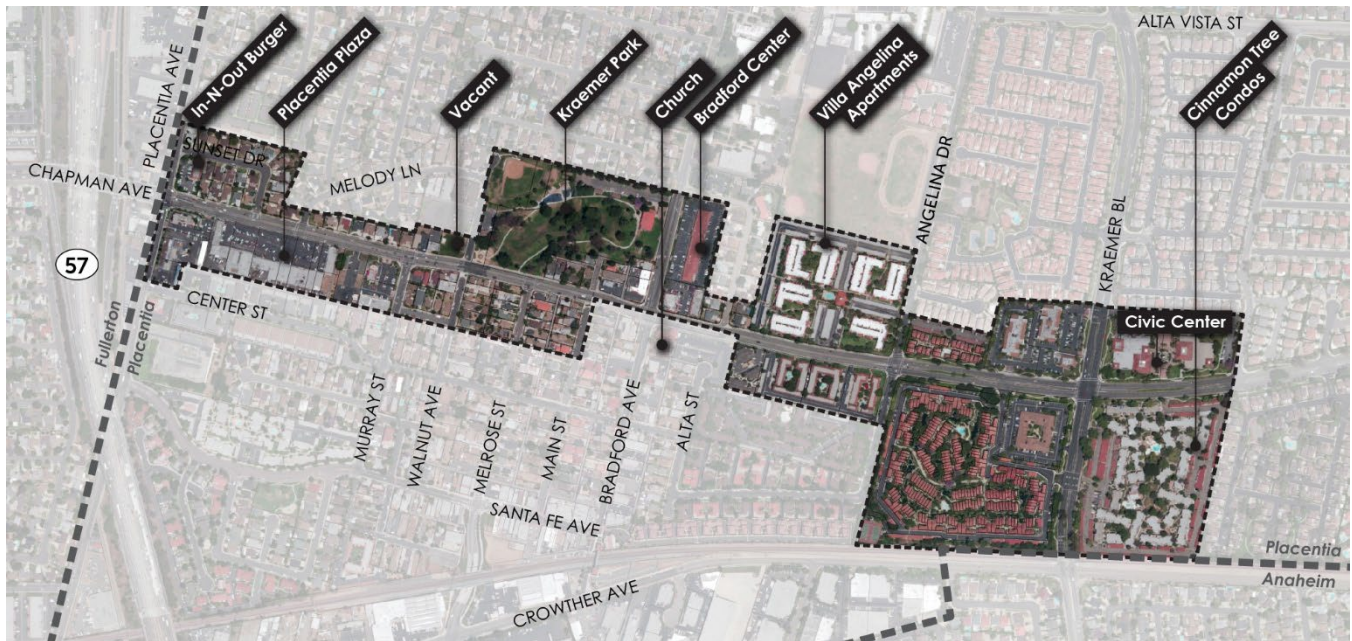 ALTA VISTA ST
PLACENTIA AVE
In-N-Out Burger
Placentia Plaza
Vacant
Kraemer Park
Church
Bradford Center
Villa Angelina
Apartments
ANGELINA DR
KRAEMER BL
Cinnamon Tree
Condos
SUNSET DR
MELODY LN
CHAPMAN AVE
57
CENTER ST
Civic Center
Fullerton
Placentia
MURRAY ST
WALNUT AVE
MELROSE ST
MAIN ST
BRADFORD AVE
ALTA ST
SANTA FE AVE
Placentia
Anaheim
CROWTHER AVE